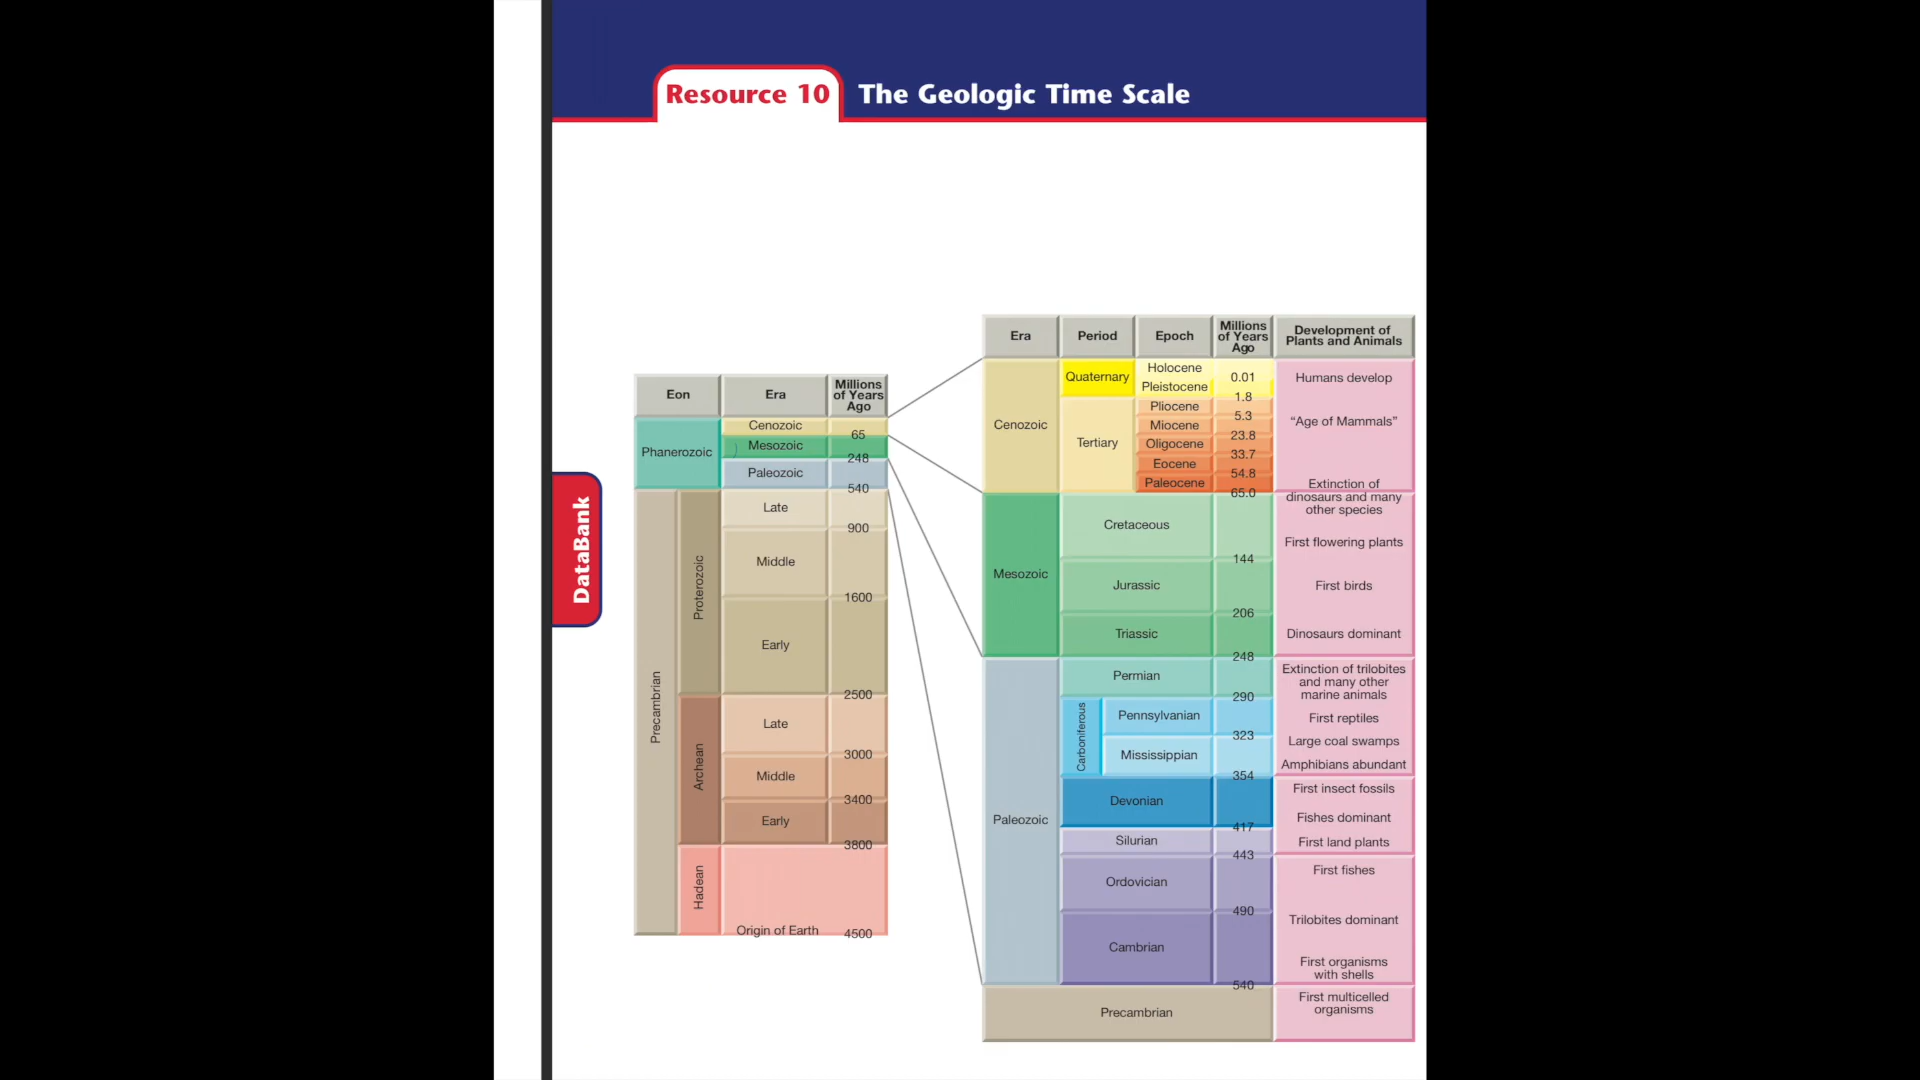 Resource 10 The Geologic Time Scale
DataBank
Eon Era Millions
of Years
Ago
Phanerozoic
Cenozoic
65
Mesozoic
248
Paleozoic
540
Precambrian
Proterozoic
Late
900
Middle
1600
Early
2500
Archean
Late
3000
Middle
3400
Early
3800
Hadean
Origin of Earth 4500
Era Period Epoch Millions
of Years
Ago
Development of
Plants and Animals
Cenozoic
Quaternary
Holocene
0.01
Pleistocene
1.8
Humans develop
Tertiary
Pliocene
5.3
Miocene
23.8
Oligocene
33.7
Eocene
54.8
Paleocene
65.0
“Age of Mammals”
Extinction of
dinosaurs and many
other species
Mesozoic
Cretaceous
144
First flowering plants
Jurassic
206
First birds
Triassic
248
Dinosaurs dominant
Paleozoic
Permian
290
Extinction of trilobites
and many other
marine animals
Carboniferous
Pennsylvanian
323
First reptiles
Large coal swamps
Mississippian
354
Amphibians abundant
Devonian
417
First insect fossils
Fishes dominant
Silurian
443
First land plants
Ordovician
490
First fishes
Trilobites dominant
Cambrian
540
First organisms
with shells
Precambrian
First multicelled
organisms